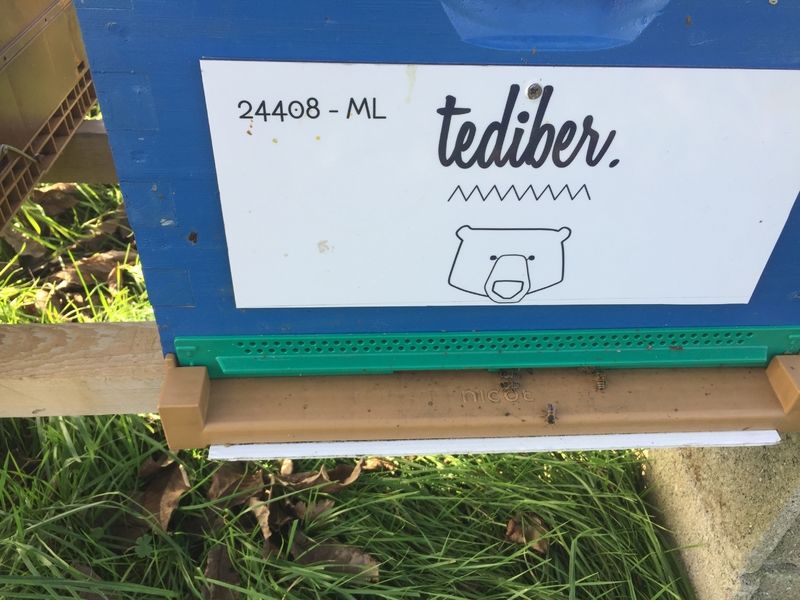 24408 - ML
tediber.
nicot